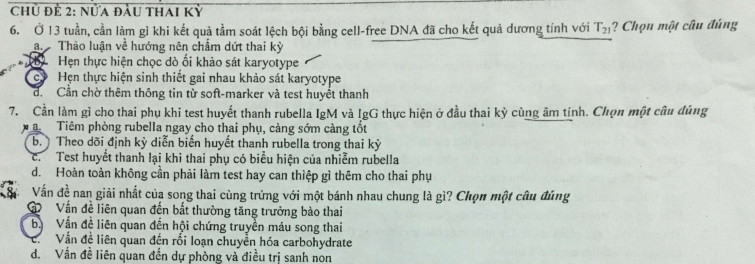 CHỦ ĐỀ 2: NỬA ĐẦU THAI KỲ
6. Ở 13 tuần, cần làm gì khi kết quả tầm soát lệch bội bằng cell-free DNA đã cho kết quả dương tính với T21? Chọn một câu đúng
a. Thảo luận về hướng nên chấm dứt thai kỳ
b. Hẹn thực hiện chọc dò ối khảo sát karyotype
c. Hẹn thực hiện sinh thiết gai nhau khảo sát karyotype
d. Cần chờ thêm thông tin từ soft-marker và test huyết thanh
7. Cần làm gì cho thai phụ khi test huyết thanh rubella IgM và IgG thực hiện ở đầu thai kỳ cùng âm tính. Chọn một câu đúng
a. Tiêm phòng rubella ngay cho thai phụ, càng sớm càng tốt
b. Theo dõi định kỳ diễn biến huyết thanh rubella trong thai kỳ
c. Test huyết thanh lại khi thai phụ có biểu hiện của nhiễm rubella
d. Hoàn toàn không cần phải làm test hay can thiệp gì thêm cho thai phụ
8. Vấn đề nan giải nhất của song thai cùng trứng với một bánh nhau chung là gì? Chọn một câu đúng
a. Vấn đề liên quan đến bất thường tăng trưởng bào thai
b. Vấn đề liên quan đến hội chứng truyền máu song thai
c. Vấn đề liên quan đến rối loạn chuyển hóa carbohydrate
d. Vấn đề liên quan đến dự phòng và điều trị sanh non